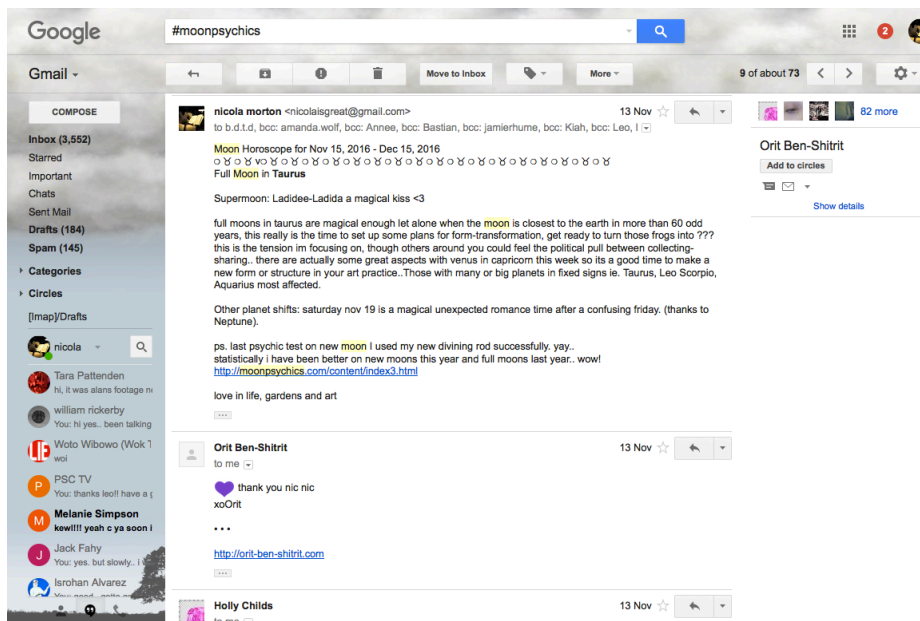 Google
#moonpsychics
2
Gmail
Move to Inbox
More
9 of about 73
COMPOSE
Inbox (3,552)
Starred
Important
Chats
Sent Mail
Drafts (184)
Spam (145)
Categories
Circles
[Imap]/Drafts
nicola
Tara Pattenden
hi, it was alans footage
william rickerby
You: hi yes.. been talking
Woto Wibowo (Wok
woi
PSC TV
You: thanks leo!! have a
Melanie Simpson
kewl!!! yeah c ya soon i
Jack Fahy
You: yes. but slowly.. i
Isrohan Alvarez
nicola morton <nicolaisgreat@gmail.com>
13 Nov
to b.d.t.d, bcc: amanda.wolf, bcc: Annee, bcc: Bastian, bcc: jamierhume, bcc: Kiah, bcc: Leo, I
Moon Horoscope for Nov 15, 2016 - Dec 15, 2016
Full Moon in Taurus
Supermoon: Ladidee-Ladida a magical kiss <3
full moons in taurus are magical enough let alone when the moon is closest to the earth in more than 60 odd
years, this really is the time to set up some plans for form-transformation, get ready to turn those frogs into ???
this is the tension im focusing on, though others around you could feel the political pull between collecting-
sharing.. there are actually some great aspects with venus in capricorn this week so its a good time to make a
new form or structure in your art practice..Those with many or big planets in fixed signs ie. Taurus, Leo Scorpio,
Aquarius most affected.
Other planet shifts: saturday nov 19 is a magical unexpected romance time after a confusing friday. (thanks to
Neptune).
ps. last psychic test on new moon I used my new divining rod successfully. yay..
statistically i have been better on new moons this year and full moons last year.. wow!
http://moonpsychics.com/content/index3.html
love in life, gardens and art
Orit Ben-Shitrit
13 Nov
to me
thank you nic nic
xoOrit
• • •
http://orit-ben-shitrit.com
Holly Childs
13 Nov
82 more
Orit Ben-Shitrit
Add to circles
Show details